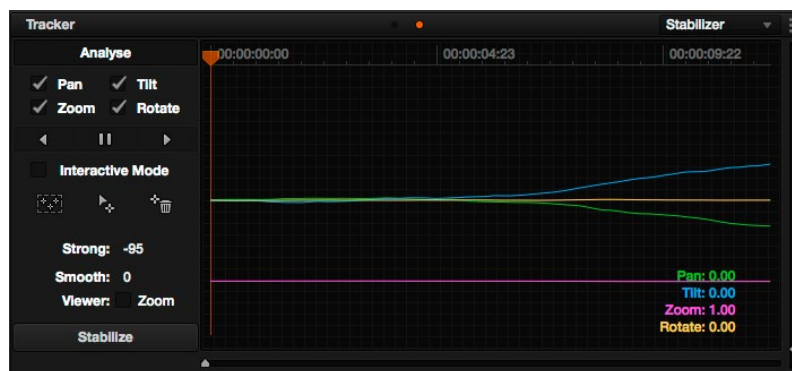 Tracker
Stabilizer
Analyse
00:00:00:00
00:00:04:23
00:00:09:22
Pan
Tilt
Zoom
Rotate
Interactive Mode
Strong: -95
Smooth: 0
Viewer: Zoom
Stabilize
Pan: 0.00
Tilt: 0.00
Zoom: 1.00
Rotate: 0.00